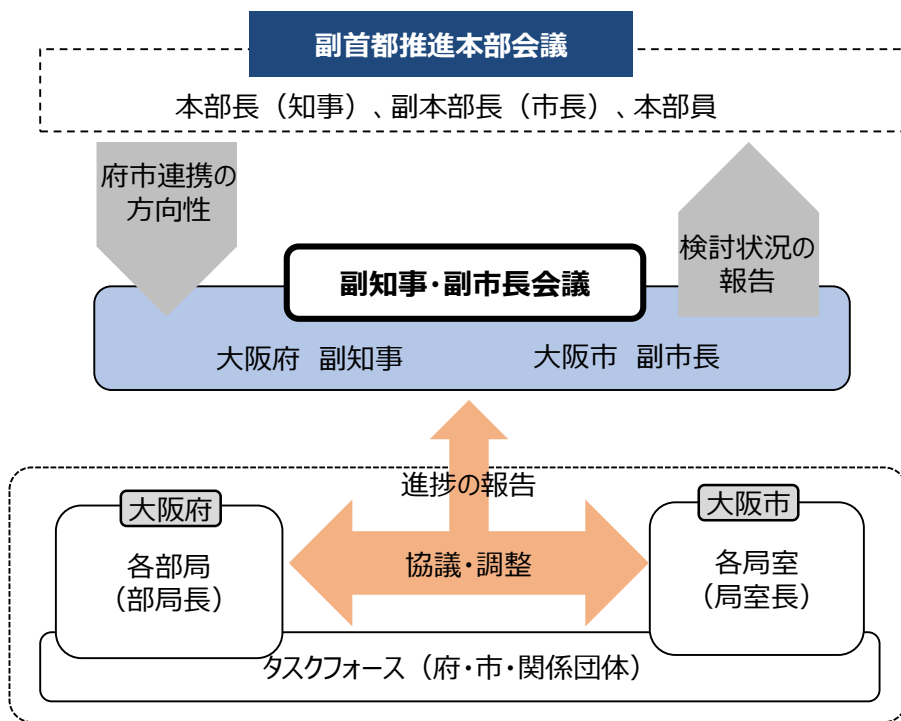 副首都推進本部会議
本部長（知事）、副本部長（市長）、本部員
府市連携の
方向性
検討状況の
報告
副知事・副市長会議
大阪府　副知事
大阪市　副市長
進捗の報告
大阪府
大阪市
各部局
（部局長）
協議・調整
各局室
（局室長）
タスクフォース（府・市・関係団体）